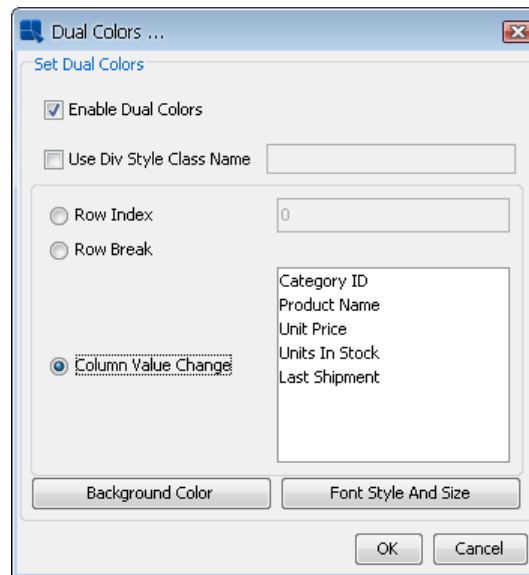 Dual Colors ...
Set Dual Colors
Enable Dual Colors
Use Div Style Class Name
Row Index
0
Row Break
Category ID
Product Name
Unit Price
Units In Stock
Last Shipment
Column Value Change
Background Color
Font Style And Size
OK
Cancel